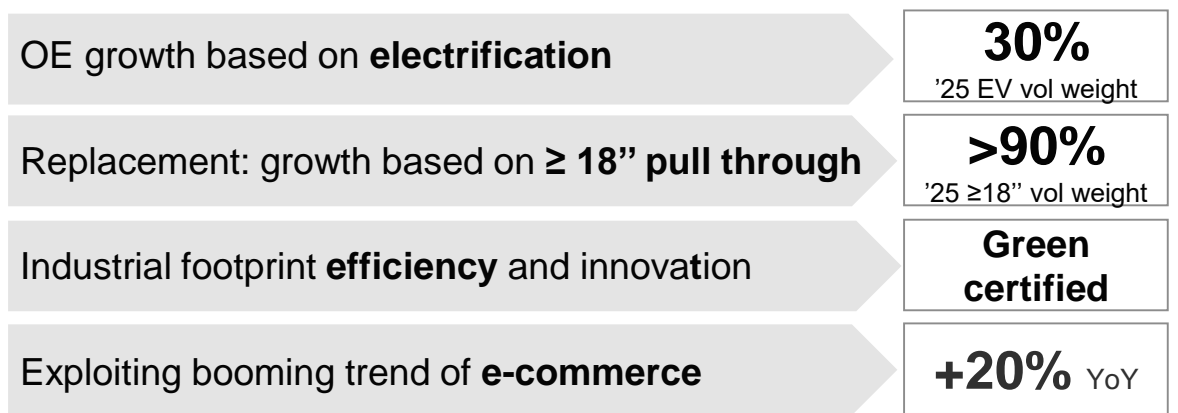 OE growth based on electrification
30%
’25 EV vol weight
Replacement: growth based on ≥ 18’’ pull through
>90%
’25 ≥18’’ vol weight
Industrial footprint efficiency and innovation
Green
certified
Exploiting booming trend of e-commerce
+20% YoY